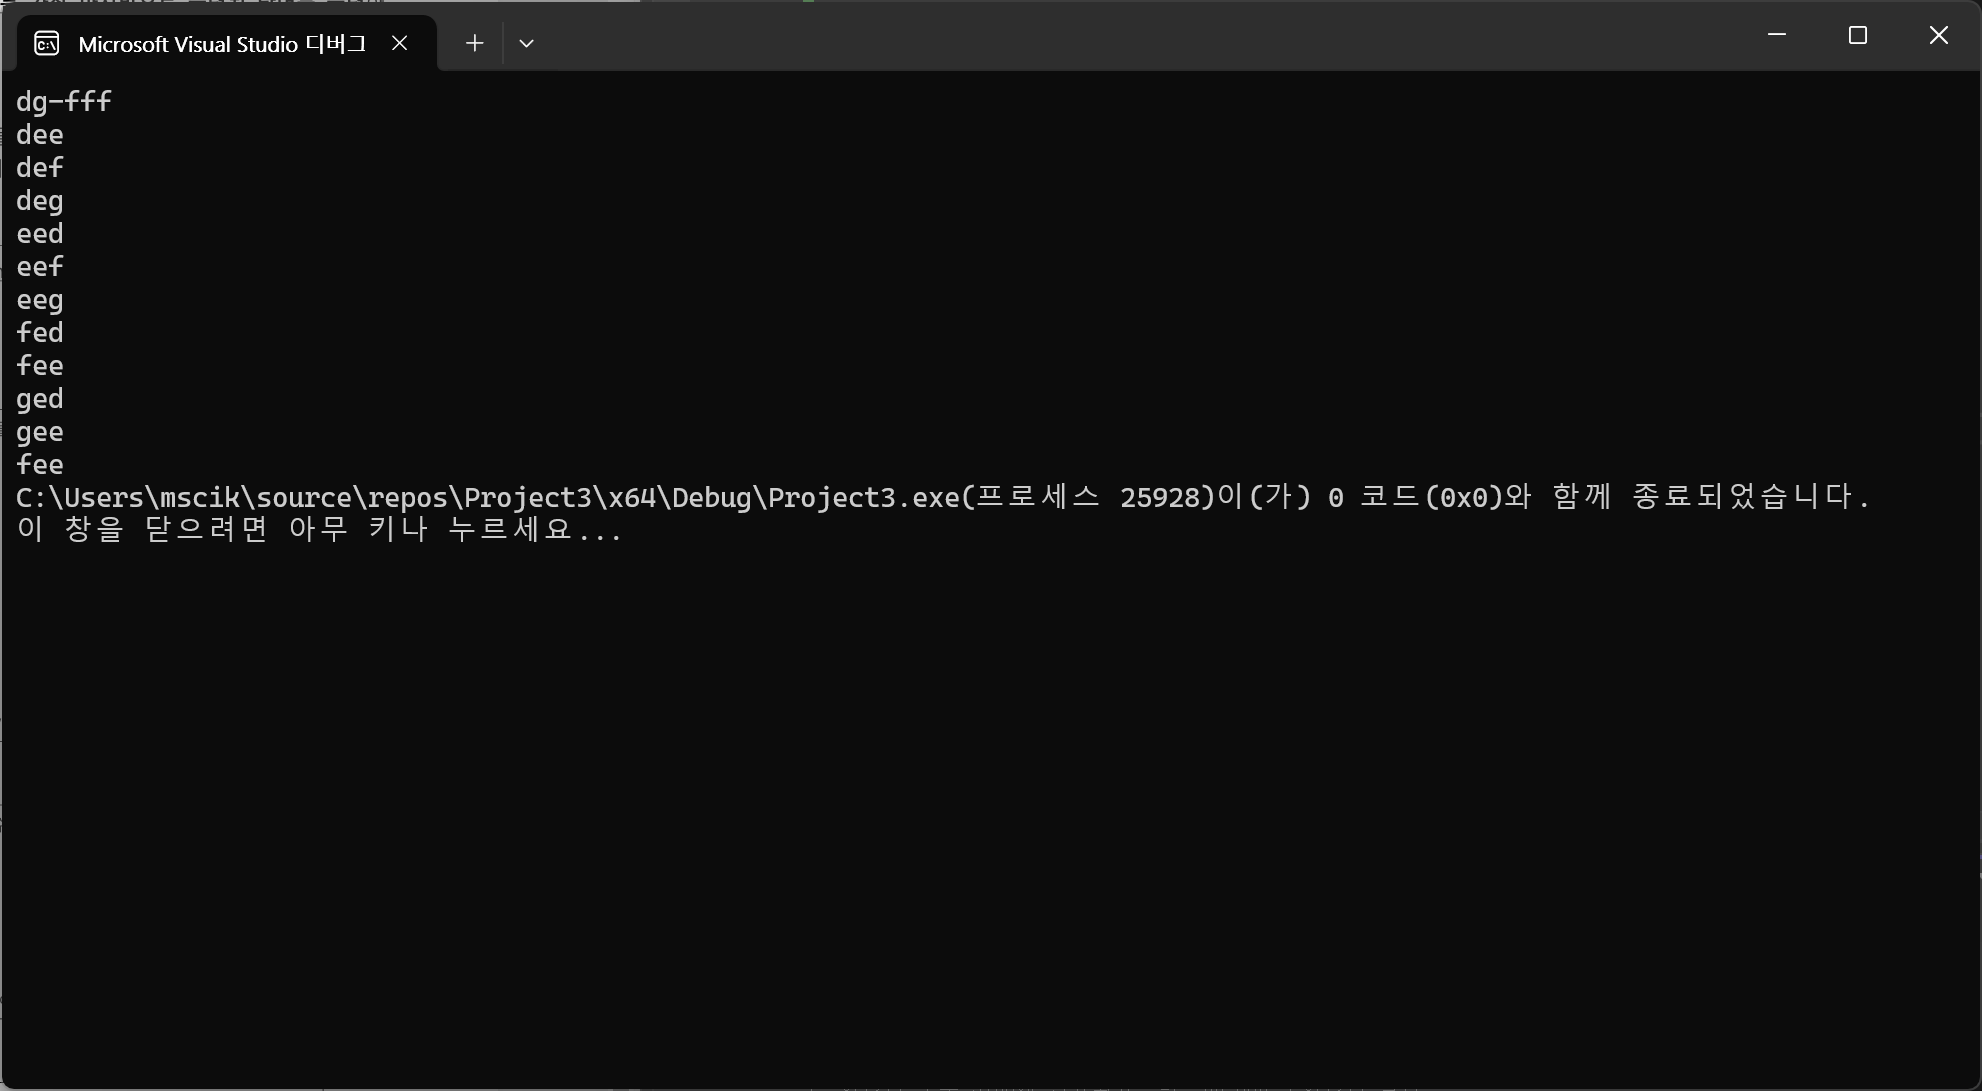 Microsoft Visual Studio 디버그
dg-fff
dee
def
deg
eed
eef
eeg
fed
fee
ged
gee
fee
C:\Users\mscik\source\repos\Project3\x64\Debug\Project3.exe(프로세스 25928)이(가) 0 코드(0x0)와 함께 종료되었습니다.
이 창을 닫으려면 아무 키나 누르세요...